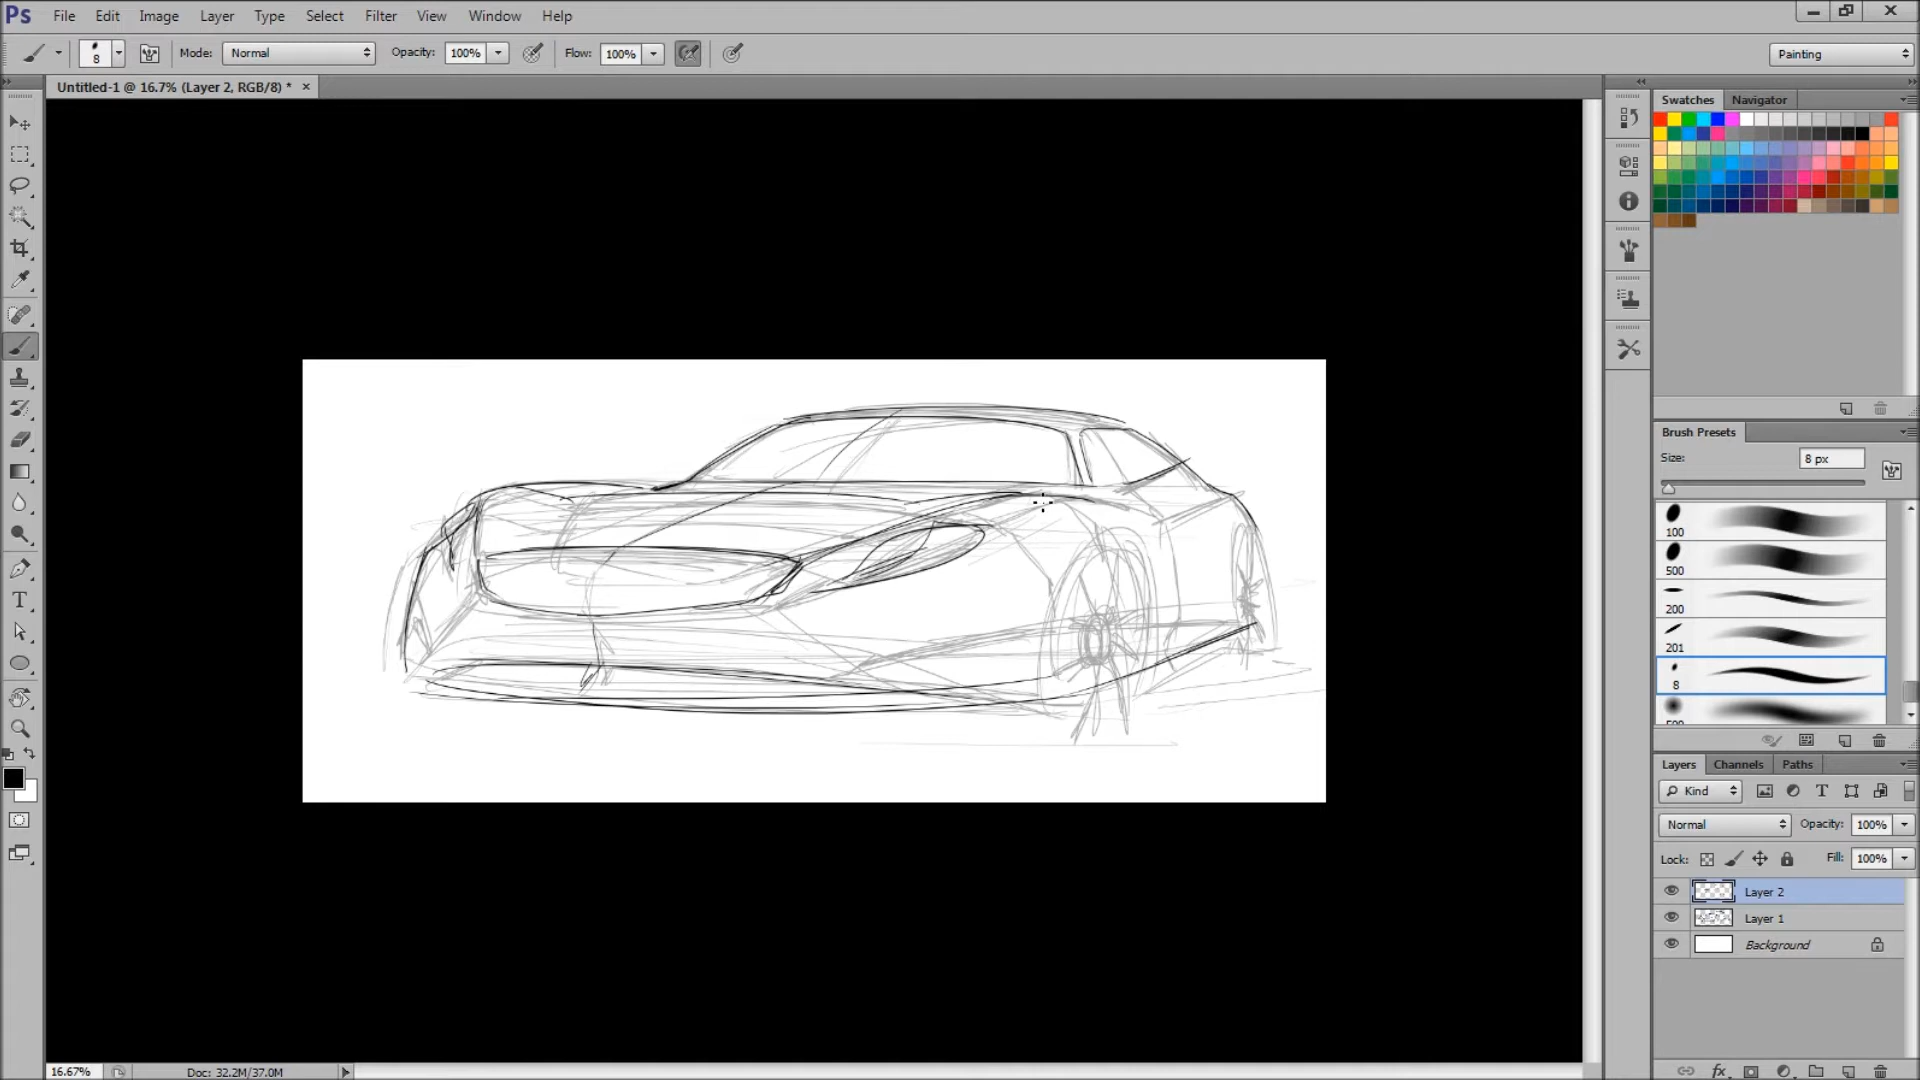 Ps File Edit Image Layer Type Select Filter View Window Help
8 Mode: Normal Opacity: 100% Flow: 100% Painting
Untitled-1 @ 16.7% (Layer 2, RGB/8) * ×
Swatches Navigator
Brush Presets
Size: 8 px
100
500
200
201
8
Layers Channels Paths
Kind
Normal Opacity: 100%
Lock: Fill: 100%
Layer 2
Layer 1
Background
16.67% Doc: 32.2M/37.0M
fx